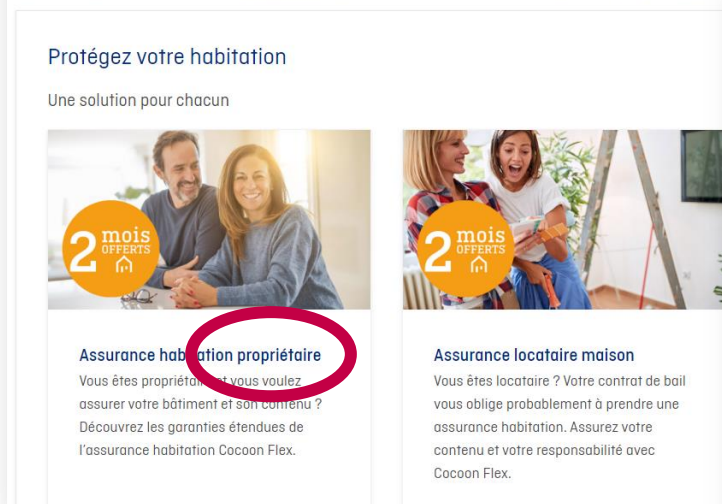 Protégez votre habitation
Une solution pour chacun
2 mois
OFFERTS
2 mois
OFFERTS
Assurance habitation propriétaire
Vous êtes propriétaire et vous voulez
assurer votre bâtiment et son contenu ?
Découvrez les garanties étendues de
l'assurance habitation Cocoon Flex.
Assurance locataire maison
Vous êtes locataire ? Votre contrat de bail
vous oblige probablement à prendre une
assurance habitation. Assurez votre
contenu et votre responsabilité avec
Cocoon Flex.